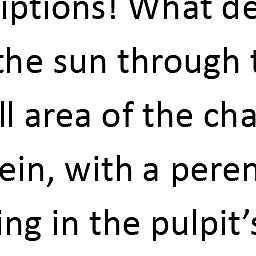 iptions! What de
the sun through t
ll area of the cha
ein, with a peren
ing in the pulpit's